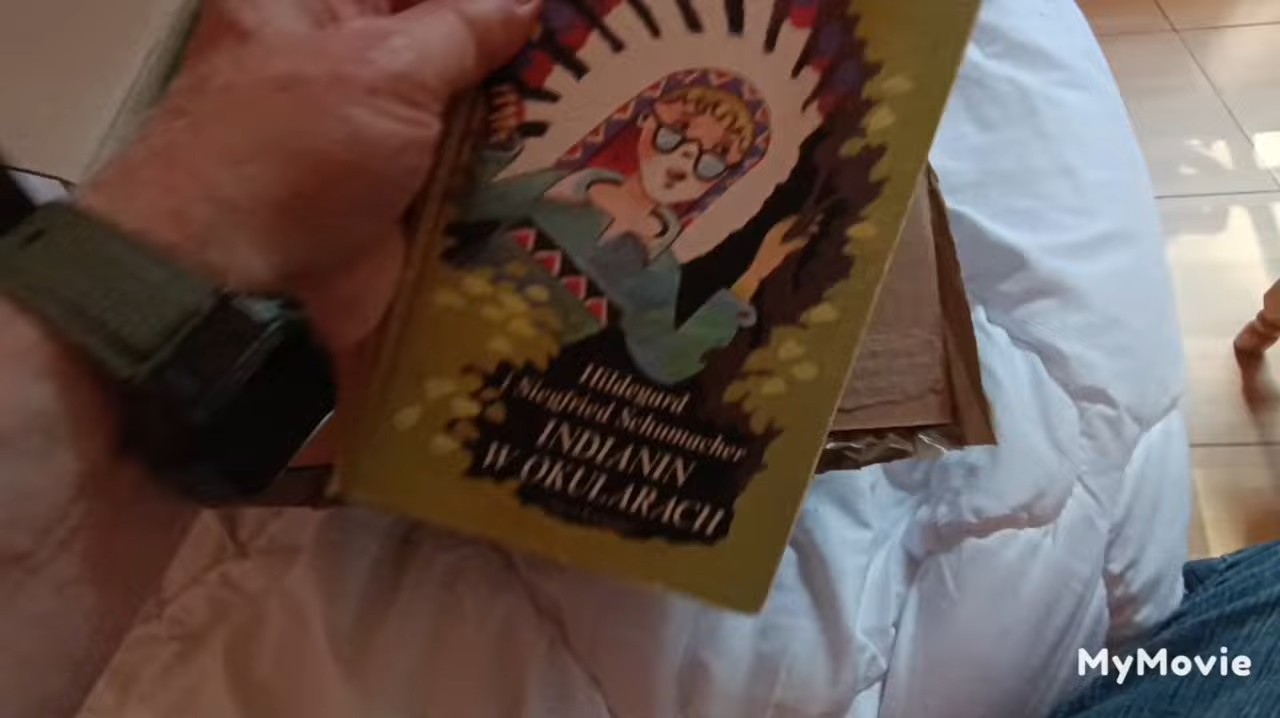 Hildegard
i Siegfried Schumacher
INDIANIN
W OKULARACH
MyMovie